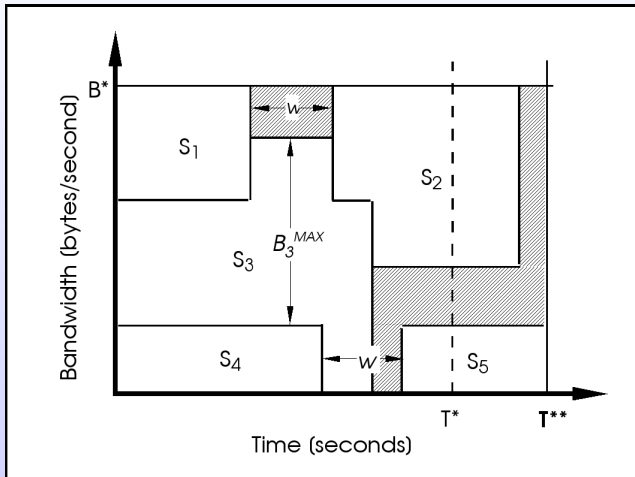 B*
w
S1
S2
B3MAX
S3
S4
w
S5
T*
T**
Bandwidth (bytes/second)
Time (seconds)